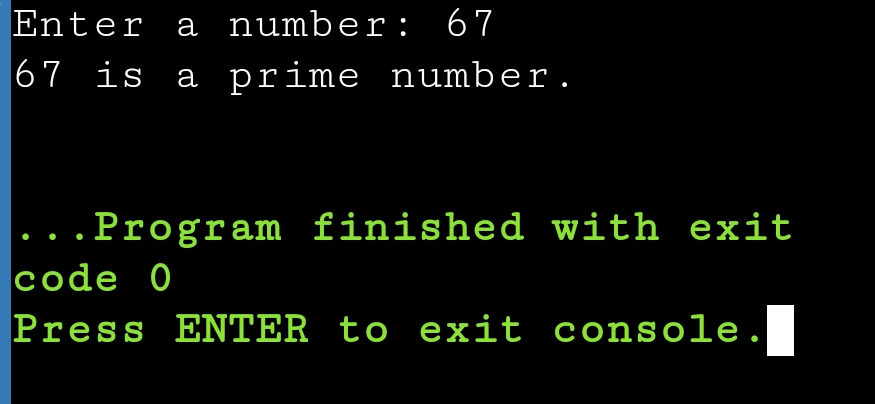 Enter a number: 67
67 is a prime number.
...Program finished with exit
code 0
Press ENTER to exit console.